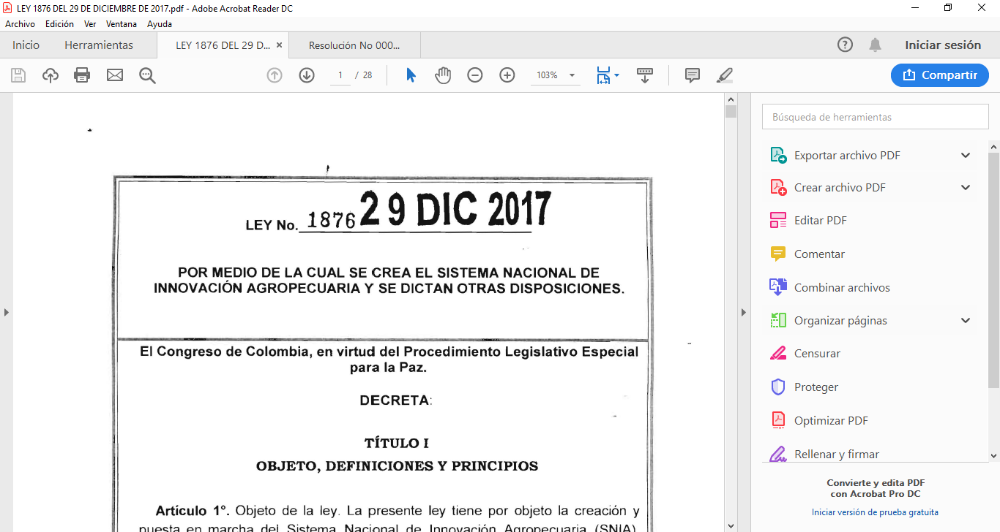 LEY 1876 DEL 29 DE DICIEMBRE DE 2017.pdf - Adobe Acrobat Reader DC
Archivo Edición Ver Ventana Ayuda
Inicio Herramientas LEY 1876 DEL 29 D... × Resolución No 000... Iniciar sesión
1 / 28 103% Compartir
LEY No. 1876 29 DIC 2017
POR MEDIO DE LA CUAL SE CREA EL SISTEMA NACIONAL DE
INNOVACIÓN AGROPECUARIA Y SE DICTAN OTRAS DISPOSICIONES.
El Congreso de Colombia, en virtud del Procedimiento Legislativo Especial
para la Paz.
DECRETA:
TÍTULO I
OBJETO, DEFINICIONES Y PRINCIPIOS
Artículo 1°. Objeto de la ley. La presente ley tiene por objeto la creación y
puesta en marcha del Sistema Nacional de Innovación Agropecuaria (SNIA),
Búsqueda de herramientas
Exportar archivo PDF
Crear archivo PDF
Editar PDF
Comentar
Combinar archivos
Organizar páginas
Censurar
Proteger
Optimizar PDF
Rellenar y firmar
Convierte y edita PDF
con Acrobat Pro DC
Iniciar versión de prueba gratuita